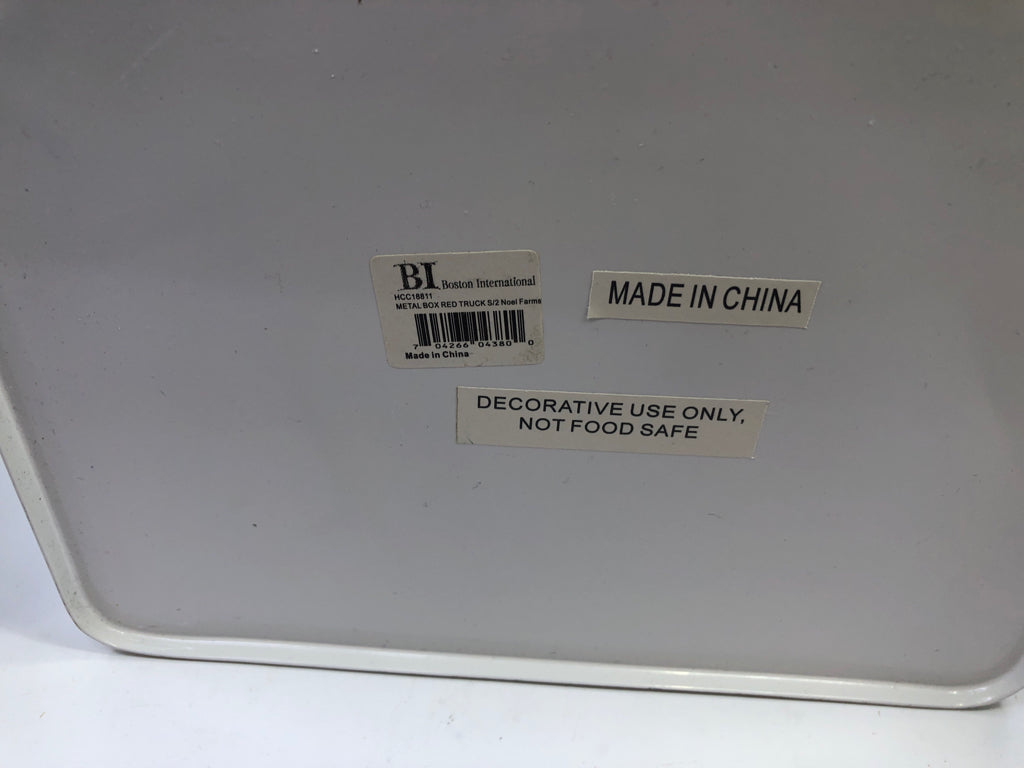 BI Boston International
HCC18811
METAL BOX RED TRUCK S/2 Noel Farms
7 04266 04380 0
Made in China
MADE IN CHINA
DECORATIVE USE ONLY,
NOT FOOD SAFE